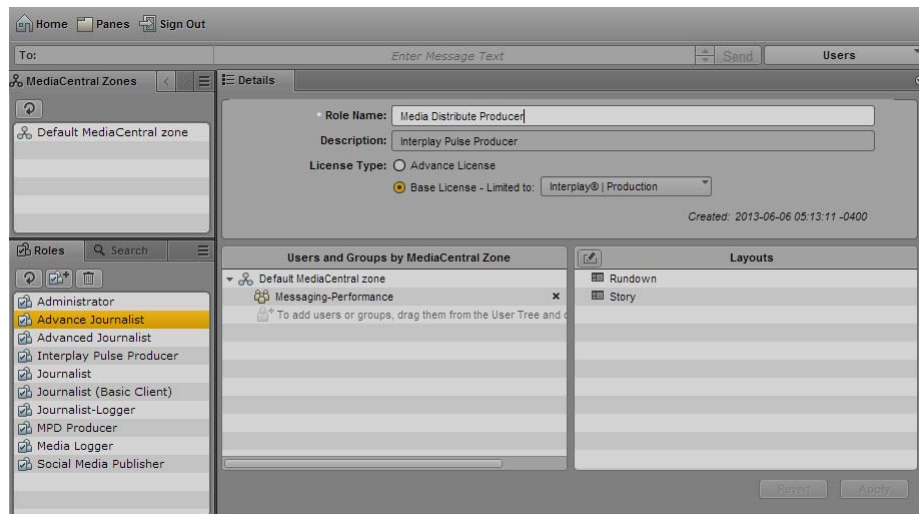 Home Panes Sign Out
To: Enter Message Text Send Users
MediaCentral Zones
Default MediaCentral zone
Details
* Role Name: Media Distribute Producer
Description: Interplay Pulse Producer
License Type: Advance License
Base License - Limited to: Interplay® | Production
Created: 2013-06-06 05:13:11 -0400
Roles Search
Administrator
Advance Journalist
Advanced Journalist
Interplay Pulse Producer
Journalist
Journalist (Basic Client)
Journalist-Logger
MPD Producer
Media Logger
Social Media Publisher
Users and Groups by MediaCentral Zone
Default MediaCentral zone
Messaging-Performance
To add users or groups, drag them from the User Tree and
Layouts
Rundown
Story
Revert Apply